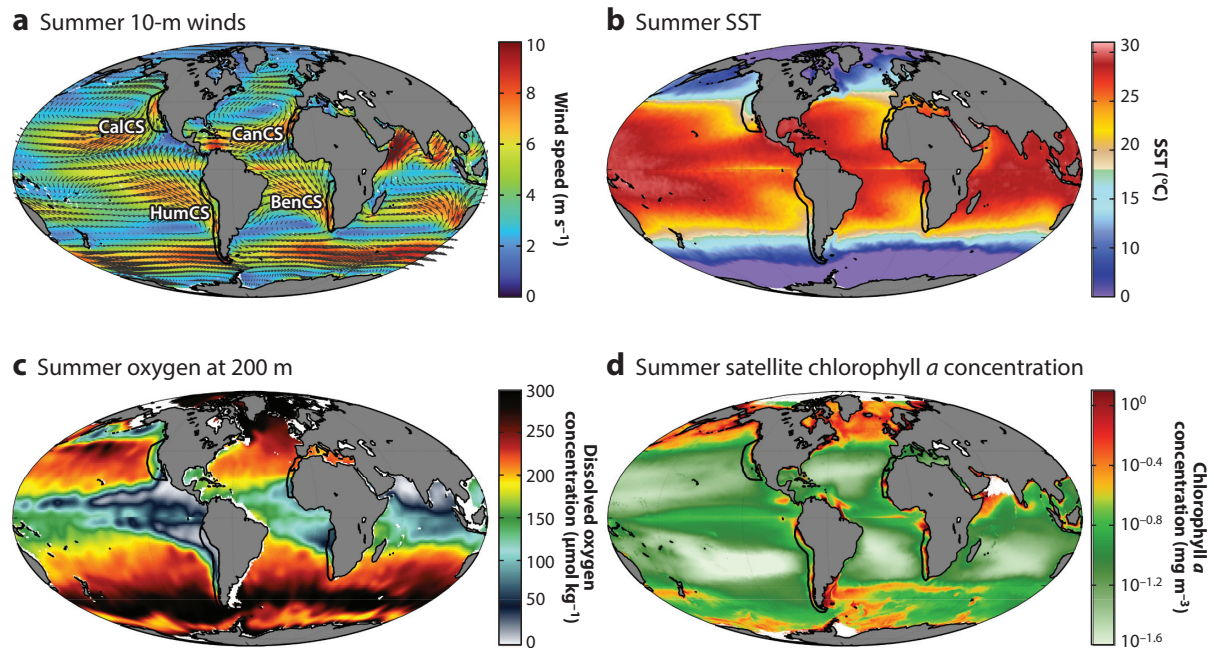 a Summer 10-m winds
CalCS
CanCS
HumCS
BenCS
10
8
6
4
2
0
Wind speed (m s⁻¹)
b Summer SST
30
25
20
15
10
5
0
SST (°C)
c Summer oxygen at 200 m
300
250
200
150
100
50
0
Dissolved oxygen
concentration (μmol kg⁻¹)
d Summer satellite chlorophyll a concentration
10⁰
10⁻⁰·⁴
10⁻⁰·⁸
10⁻¹·²
10⁻¹·⁶
Chlorophyll a
concentration (mg m⁻³)